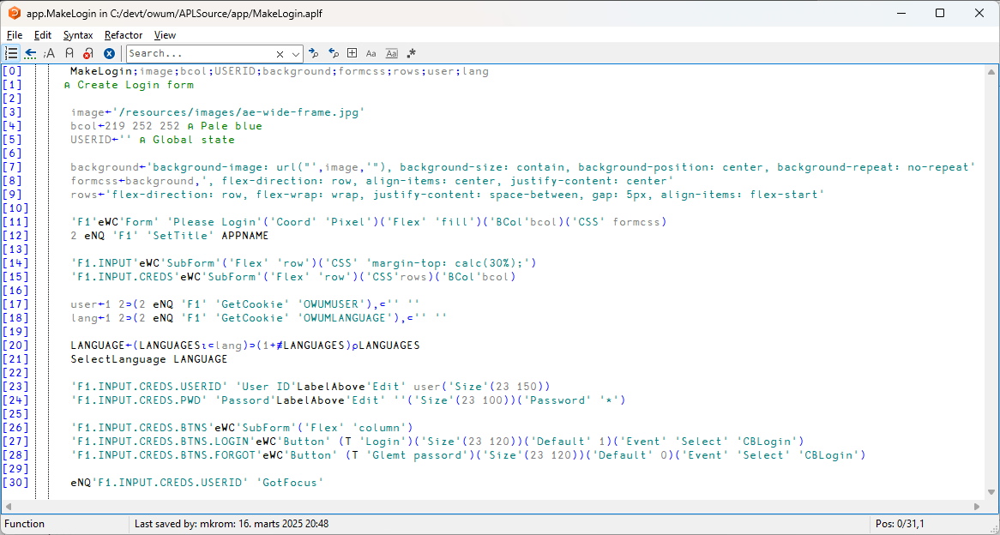 app.MakeLogin in C:/devt/owum/APLSource/app/MakeLogin.aplf
File Edit Syntax Refactor View
;A A Search... Aa Aa .*
[0] MakeLogin;image;bcol;USERID;background;formcss;rows;user;lang
[1] ⍝ Create Login form
[2]
[3] image←'/resources/images/ae-wide-frame.jpg'
[4] bcol←219 252 252 ⍝ Pale blue
[5] USERID←'' ⍝ Global state
[6]
[7] background←'background-image: url("',image,'"), background-size: contain, background-position: center, background-repeat: no-repeat'
[8] formcss←background,', flex-direction: row, align-items: center, justify-content: center'
[9] rows←'flex-direction: row, flex-wrap: wrap, justify-content: space-between, gap: 5px, align-items: flex-start'
[10]
[11] 'F1'eWC'Form' 'Please Login'('Coord' 'Pixel')('Flex' 'fill')('BCol'bcol)('CSS' formcss)
[12] 2 eNQ 'F1' 'SetTitle' APPNAME
[13]
[14] 'F1.INPUT'eWC'SubForm'('Flex' 'row')('CSS' 'margin-top: calc(30%);')
[15] 'F1.INPUT.CREDS'eWC'SubForm'('Flex' 'row')('CSS'rows)('BCol'bcol)
[16]
[17] user←1 2⊃(2 eNQ 'F1' 'GetCookie' 'OWUMUSER'),⊂'' ''
[18] lang←1 2⊃(2 eNQ 'F1' 'GetCookie' 'OWUMLANGUAGE'),⊂'' ''
[19]
[20] LANGUAGE←(LANGUAGES⍳⊂lang)⊃(1+≢LANGUAGES)⍴LANGUAGES
[21] SelectLanguage LANGUAGE
[22]
[23] 'F1.INPUT.CREDS.USERID' 'User ID'LabelAbove'Edit' user('Size'(23 150))
[24] 'F1.INPUT.CREDS.PWD' 'Passord'LabelAbove'Edit' ''('Size'(23 100))('Password' '*')
[25]
[26] 'F1.INPUT.CREDS.BTNS'eWC'SubForm'('Flex' 'column')
[27] 'F1.INPUT.CREDS.BTNS.LOGIN'eWC'Button' (T 'Login')('Size'(23 120))('Default' 1)('Event' 'Select' 'CBLogin')
[28] 'F1.INPUT.CREDS.BTNS.FORGOT'eWC'Button' (T 'Glemt passord')('Size'(23 120))('Default' 0)('Event' 'Select' 'CBLogin')
[29]
[30] eNQ'F1.INPUT.CREDS.USERID' 'GotFocus'
Function Last saved by: mkrom: 16. marts 2025 20:48 Pos: 0/31,1